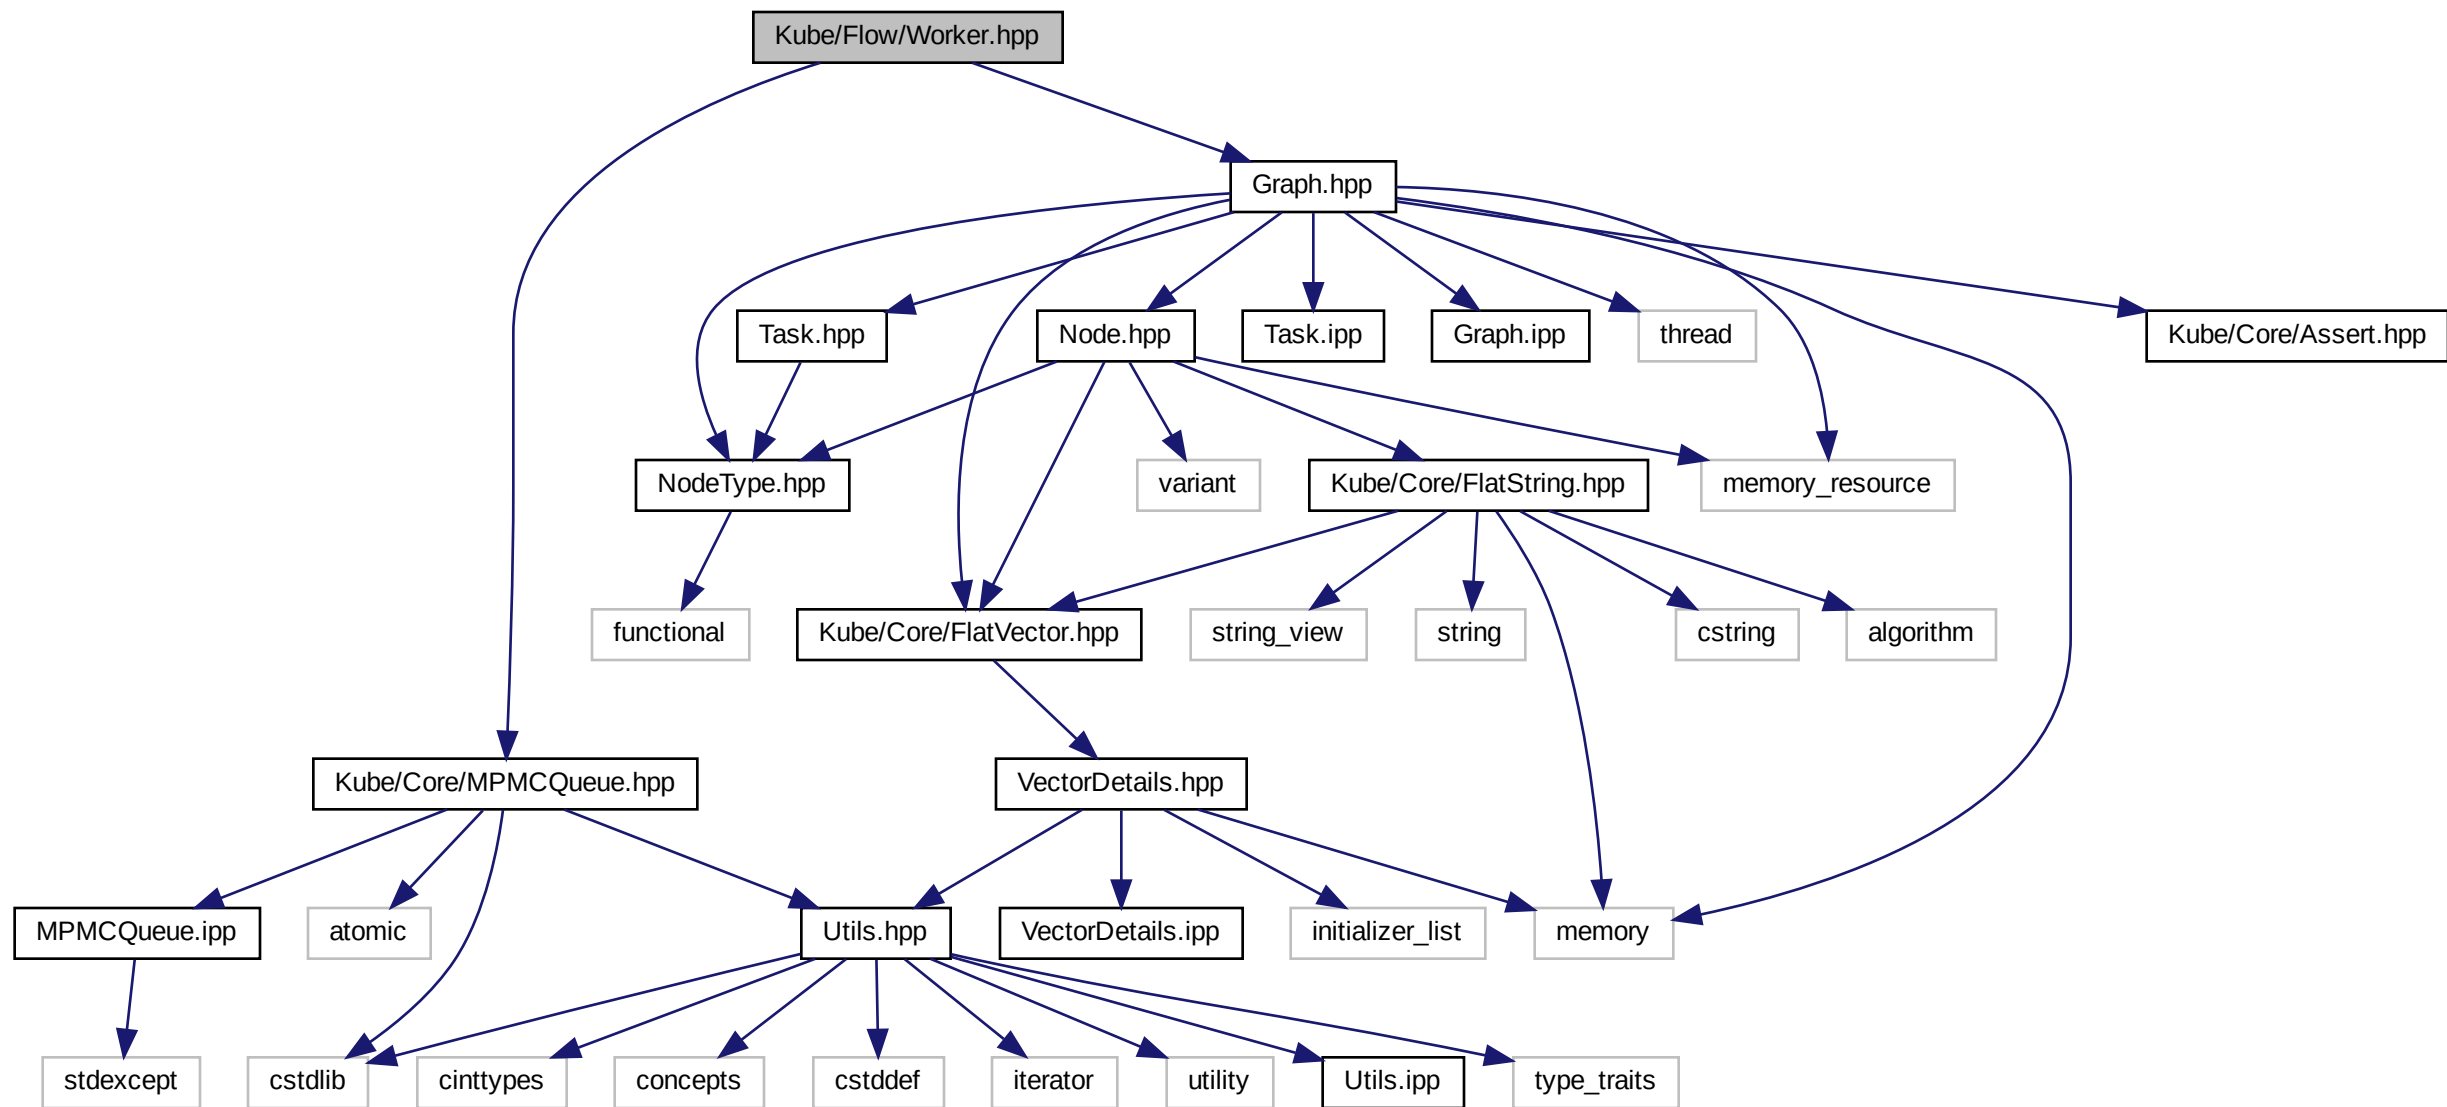 Kube/Flow/Worker.hpp
Graph.hpp
Task.hpp
Node.hpp
Task.ipp
Graph.ipp
thread
Kube/Core/Assert.hpp
NodeType.hpp
variant
Kube/Core/FlatString.hpp
memory_resource
functional
Kube/Core/FlatVector.hpp
string_view
string
cstring
algorithm
Kube/Core/MPMCQueue.hpp
VectorDetails.hpp
MPMCQueue.ipp
atomic
Utils.hpp
VectorDetails.ipp
initializer_list
memory
stdexcept
cstdlib
cinttypes
concepts
cstddef
iterator
utility
Utils.ipp
type_traits